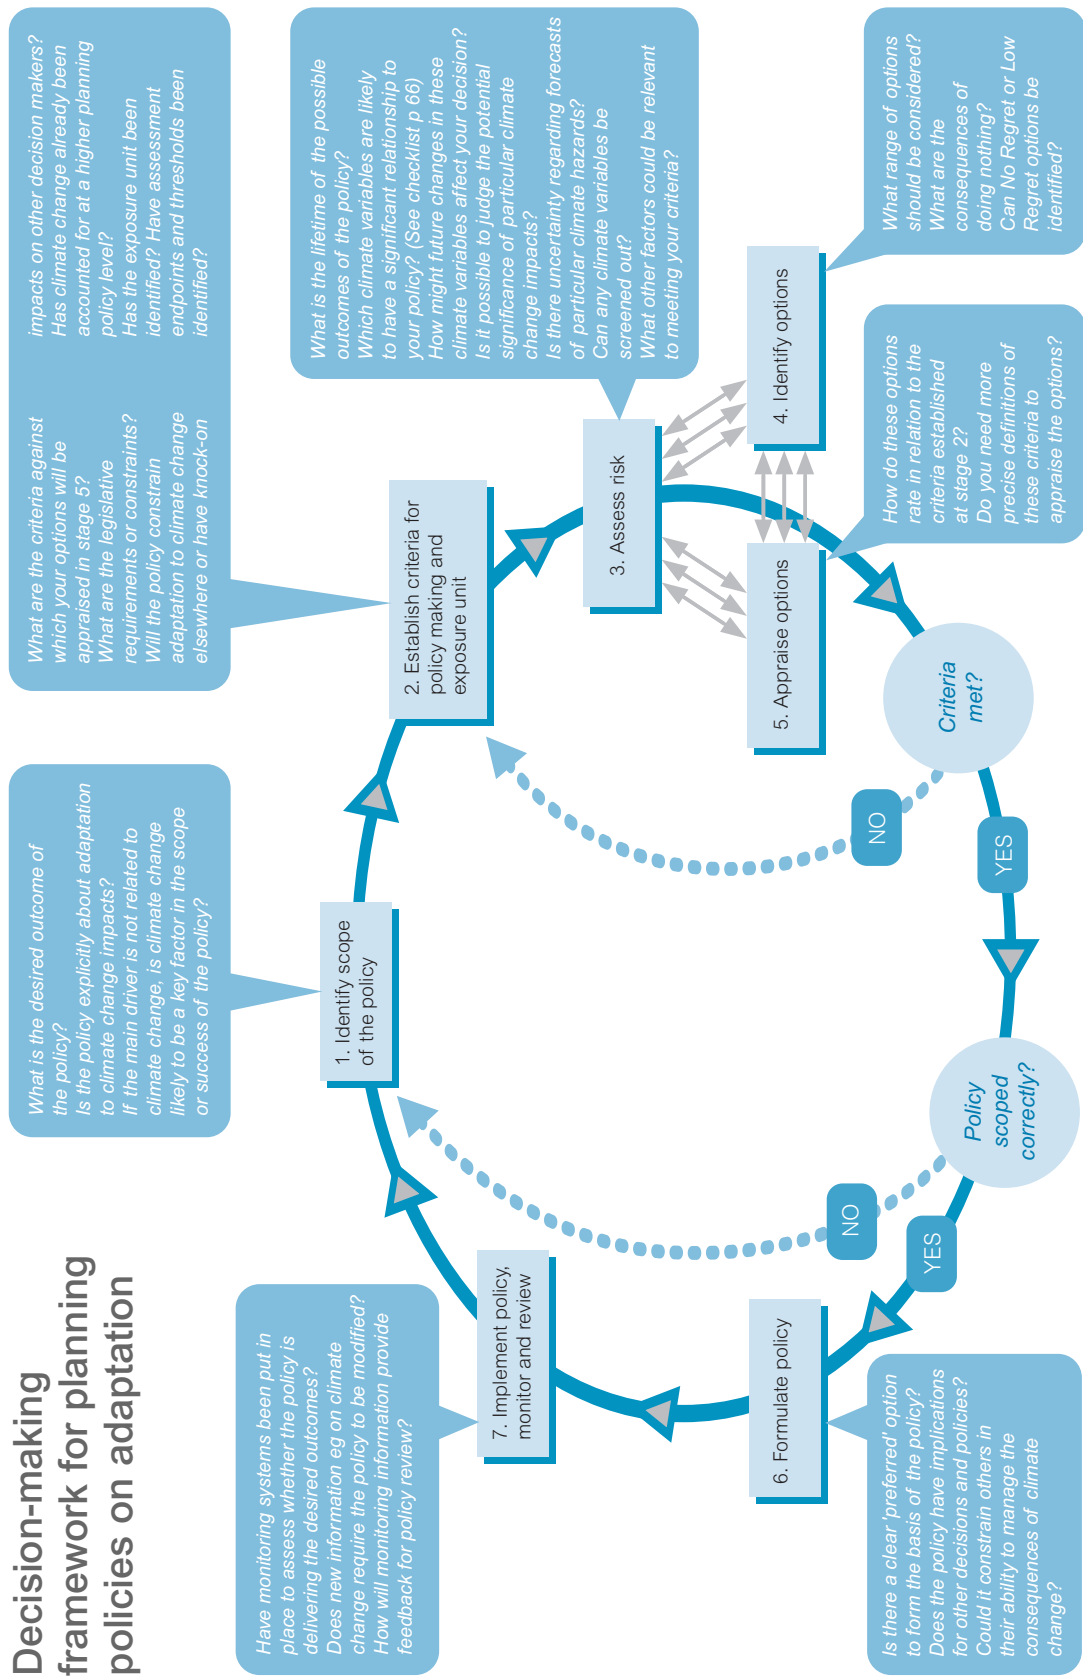 Decision-making
framework for planning
policies on adaptation
What is the desired outcome of
the policy?
Is the policy explicitly about adaptation
to climate change impacts?
If the main driver is not related to
climate change, is climate change
likely to be a key factor in the scope
or success of the policy?
What are the criteria against
which your options will be
appraised in stage 5?
What are the legislative
requirements or constraints?
Will the policy constrain
adaptation to climate change
elsewhere or have knock-on
impacts on other decision makers?
Has climate change already been
accounted for at a higher planning
policy level?
Has the exposure unit been
identified? Have assessment
endpoints and thresholds been
identified?
1. Identify scope
of the policy
2. Establish criteria for
policy making and
exposure unit
What is the lifetime of the possible
outcomes of the policy?
Which climate variables are likely
to have a significant relationship to
your policy? (See checklist p 66)
How might future changes in these
climate variables affect your decision?
Is it possible to judge the potential
significance of particular climate
change impacts?
Is there uncertainty regarding forecasts
of particular climate hazards?
Can any climate variables be
screened out?
What other factors could be relevant
to meeting your criteria?
3. Assess risk
4. Identify options
What range of options
should be considered?
What are the
consequences of
doing nothing?
Can No Regret or Low
Regret options be
identified?
5. Appraise options
How do these options
rate in relation to the
criteria established
at stage 2?
Do you need more
precise definitions of
these criteria to
appraise the options?
Criteria
met?
NO
YES
Policy
scoped
correctly?
NO
YES
6. Formulate policy
Is there a clear 'preferred' option
to form the basis of the policy?
Does the policy have implications
for other decisions and policies?
Could it constrain others in
their ability to manage the
consequences of climate
change?
7. Implement policy,
monitor and review
Have monitoring systems been put in
place to assess whether the policy is
delivering the desired outcomes?
Does new information eg on climate
change require the policy to be modified?
How will monitoring information provide
feedback for policy review?